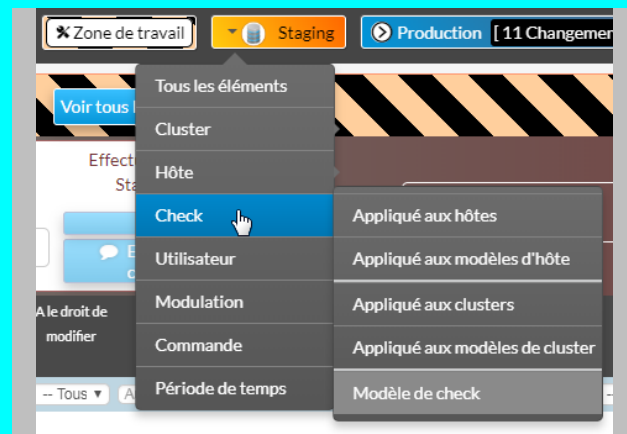 Zone de travail
Staging
Production [ 11 Changemen
Tous les éléments
Voir tous
Cluster
Effect
Hôte
Sta
Check
Appliqué aux hôtes
Utilisateur
Appliqué aux modèles d'hôte
Modulation
Appliqué aux clusters
A le droit de
modifier
Commande
Appliqué aux modèles de cluster
-- Tous
Période de temps
Modèle de check